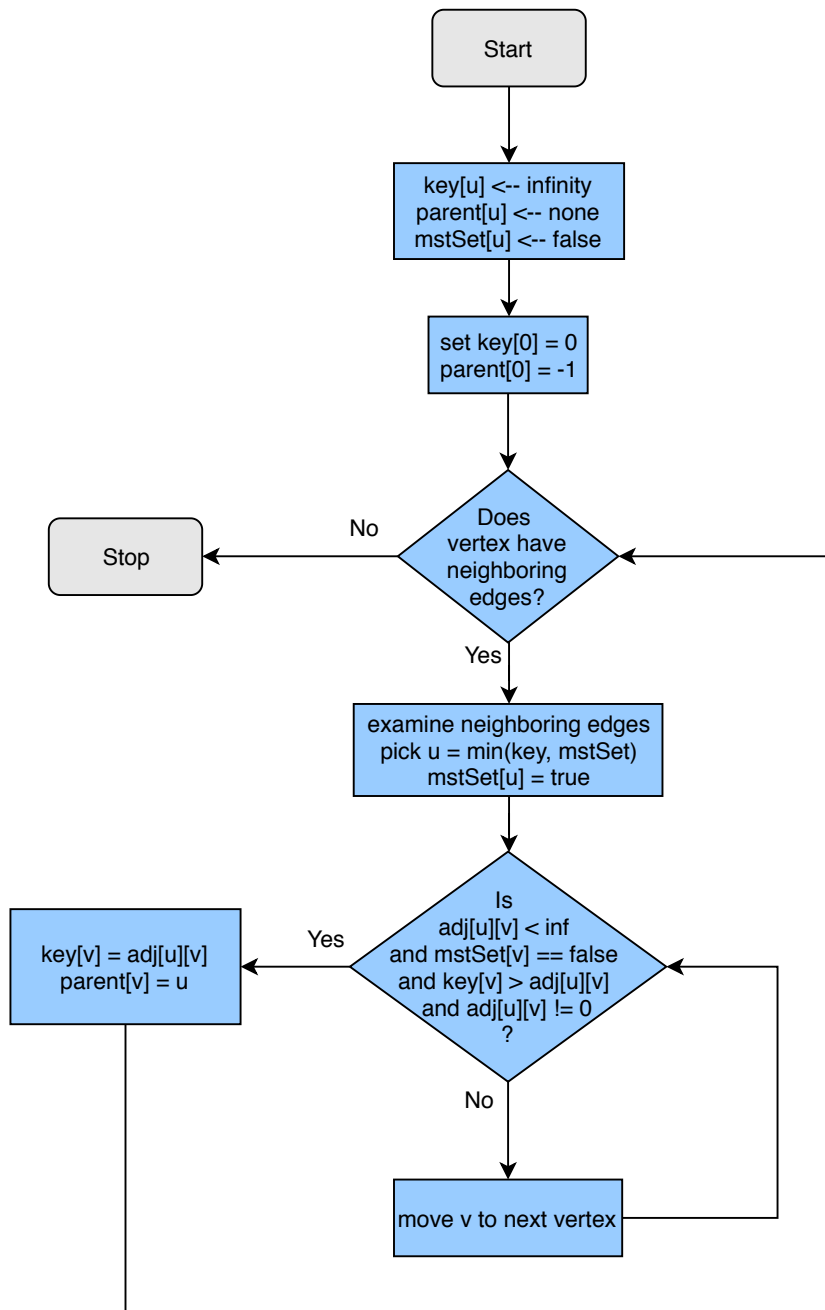 Start
key[u] <-- infinity
parent[u] <-- none
mstSet[u] <-- false
set key[0] = 0
parent[0] = -1
Does
vertex have
neighboring
edges?
No
Stop
Yes
examine neighboring edges
pick u = min(key, mstSet)
mstSet[u] = true
Is
adj[u][v] < inf
and mstSet[v] == false
and key[v] > adj[u][v]
and adj[u][v] != 0
?
Yes
key[v] = adj[u][v]
parent[v] = u
No
move v to next vertex